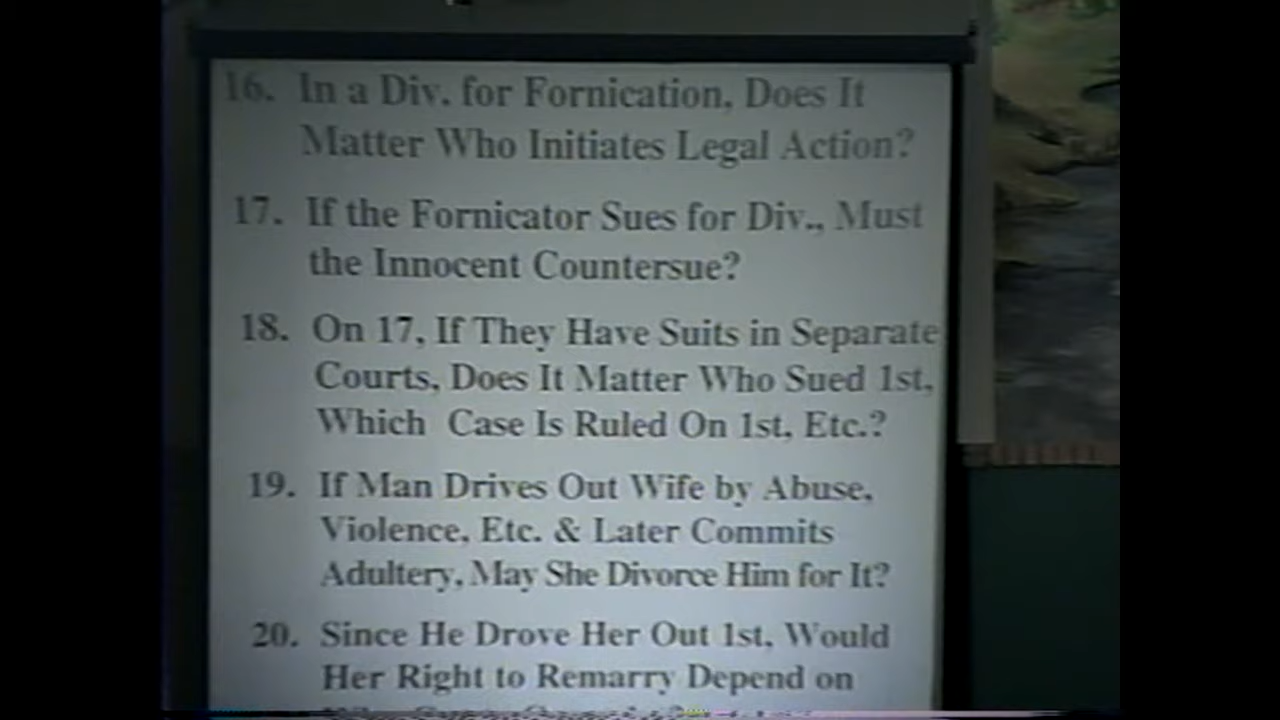 16. In a Div. for Fornication, Does It
Matter Who Initiates Legal Action?
17. If the Fornicator Sues for Div., Must
the Innocent Countersue?
18. On 17, If They Have Suits in Separate
Courts, Does It Matter Who Sued 1st,
Which Case Is Ruled On 1st, Etc.?
19. If Man Drives Out Wife by Abuse,
Violence, Etc. & Later Commits
Adultery, May She Divorce Him for It?
20. Since He Drove Her Out 1st, Would
Her Right to Remarry Depend on